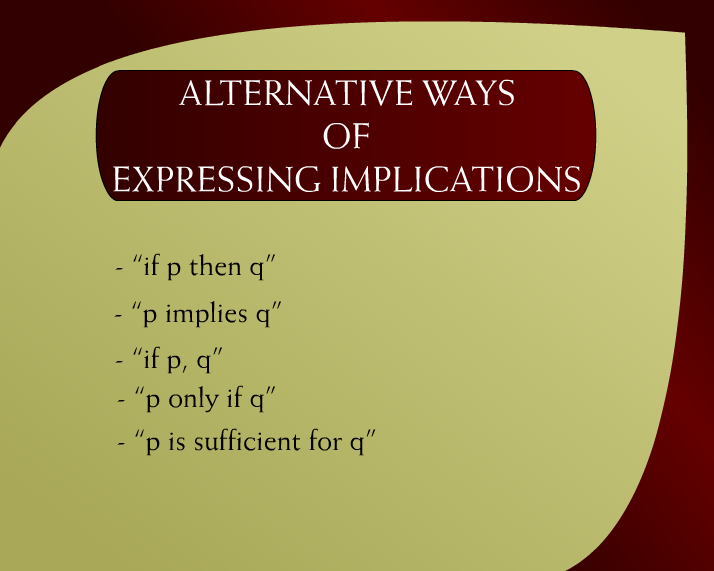 ALTERNATIVE WAYS
OF
EXPRESSING IMPLICATIONS
- “if p then q”
- “p implies q”
- “if p, q”
- “p only if q”
- “p is sufficient for q”